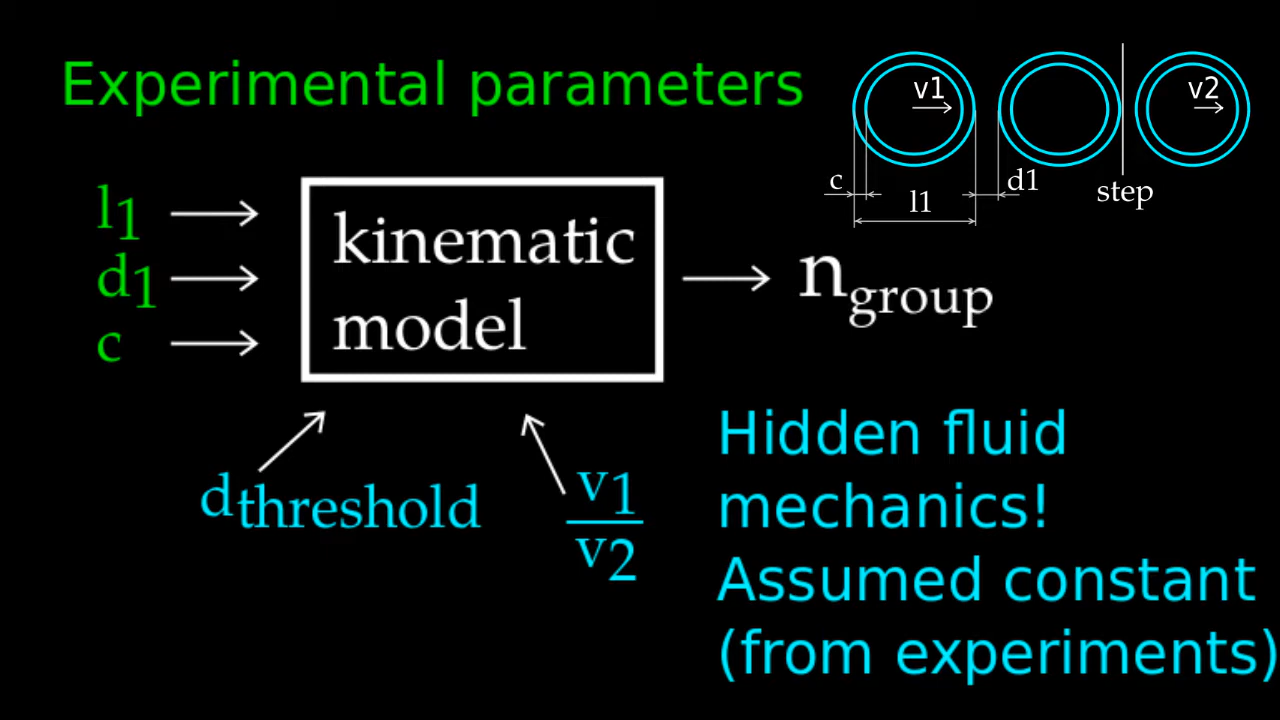 Experimental parameters
v1
v2
c
l1
d1
step
l1
d1
c
kinematic
model
ngroup
dthreshold
v1
v2
Hidden fluid
mechanics!
Assumed constant
(from experiments)